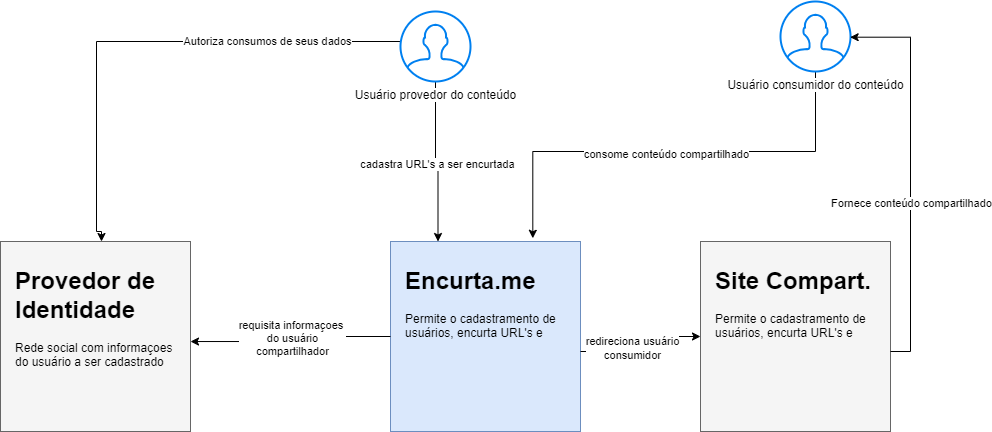 Autoriza consumos de seus dados
Usuário provedor do conteúdo
Usuário consumidor do conteúdo
cadastra URL's a ser encurtada
consome conteúdo compartilhado
Fornece conteúdo compartilhado
Provedor de
Identidade
Rede social com informaçoes
do usuário a ser cadastrado
requisita informaçoes
do usuário
compartilhador
Encurta.me
Permite o cadastramento de
usuários, encurta URL's e
redireciona usuário
consumidor
Site Compart.
Permite o cadastramento de
usuários, encurta URL's e